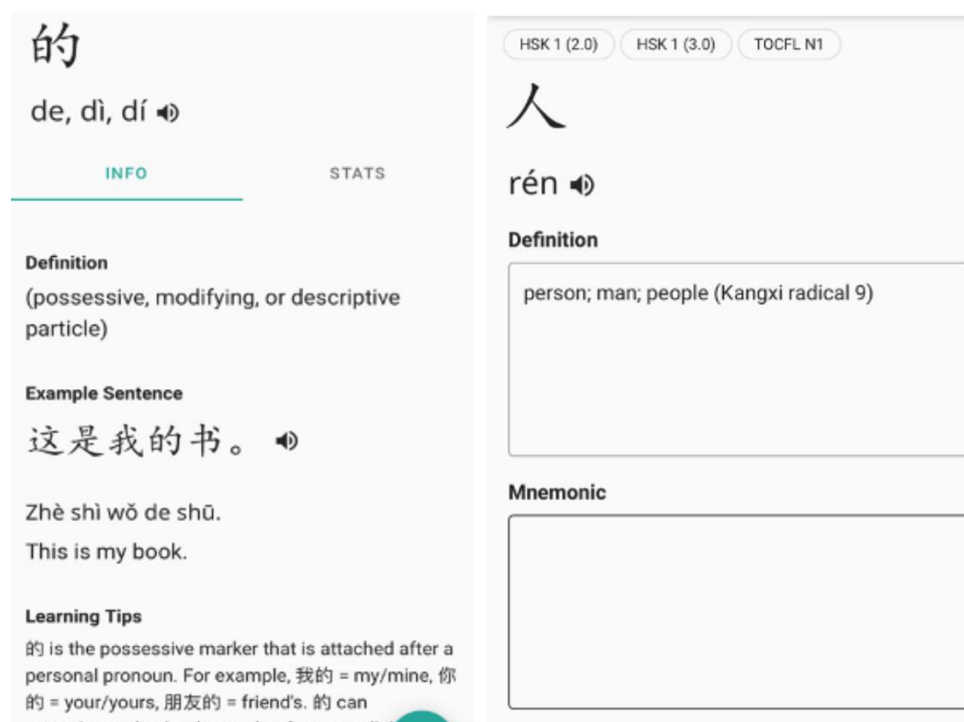 的
de, dì, dí
INFO
STATS
Definition
(possessive, modifying, or descriptive
particle)
Example Sentence
这是我的书。
Zhè shì wǒ de shū.
This is my book.
Learning Tips
的 is the possessive marker that is attached after a
personal pronoun. For example, 我的 = my/mine, 你
的 = your/yours, 朋友的 = friend's. 的 can
HSK 1 (2.0)
HSK 1 (3.0)
TOCFL N1
人
rén
Definition
person; man; people (Kangxi radical 9)
Mnemonic